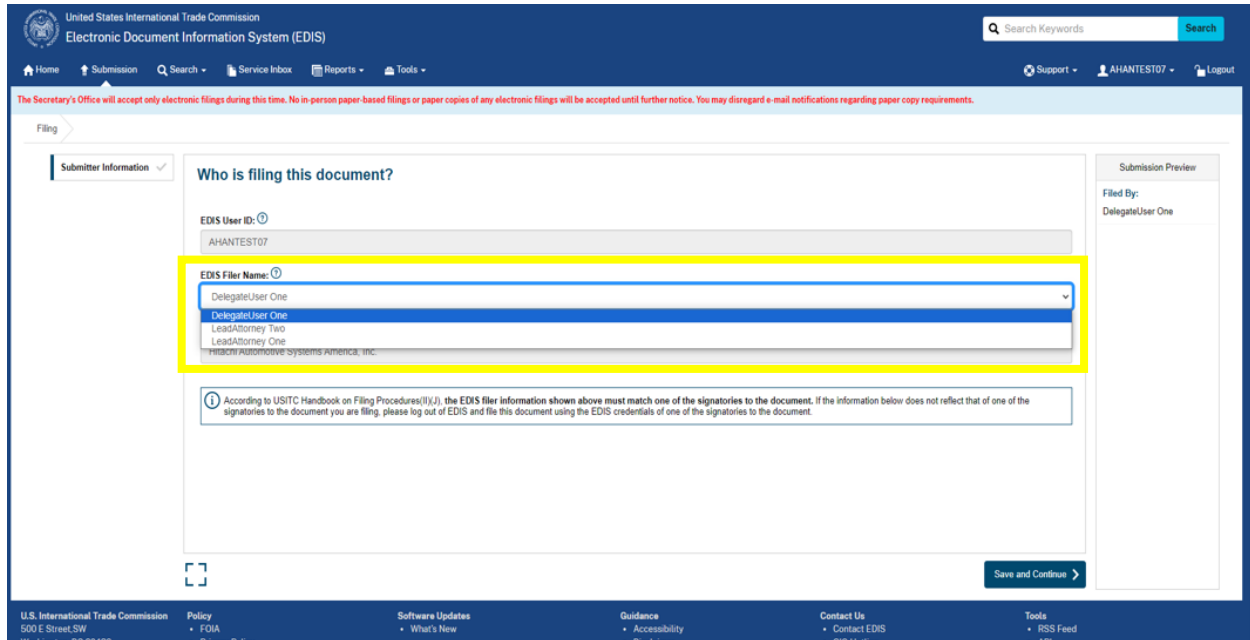 United States International Trade Commission
Electronic Document Information System (EDIS)
Search Keywords
Search
Home
Submission
Search
Service Inbox
Reports
Tools
Support
AHANTEST07
Logout
The Secretary's Office will accept only electronic filings during this time. No in-person paper-based filings or paper copies of any electronic filings will be accepted until further notice. You may disregard e-mail notifications regarding paper copy requirements.
Filing
Submitter Information
Who is filing this document?
EDIS User ID:
AHANTEST07
EDIS Filer Name:
DelegateUser One
DelegateUser One
LeadAttorney Two
LeadAttorney One
Hitachi Automotive Systems America, Inc.
According to USITC Handbook on Filing Procedures(II)(J), the EDIS filer information shown above must match one of the signatories to the document. If the information below does not reflect that of one of the
signatories to the document you are filing, please log out of EDIS and file this document using the EDIS credentials of one of the signatories to the document.
Submission Preview
Filed By:
DelegateUser One
Save and Continue
U.S. International Trade Commission
500 E Street,SW
Policy
• FOIA
Software Updates
• What's New
Guidance
• Accessibility
Contact Us
• Contact EDIS
Tools
• RSS Feed